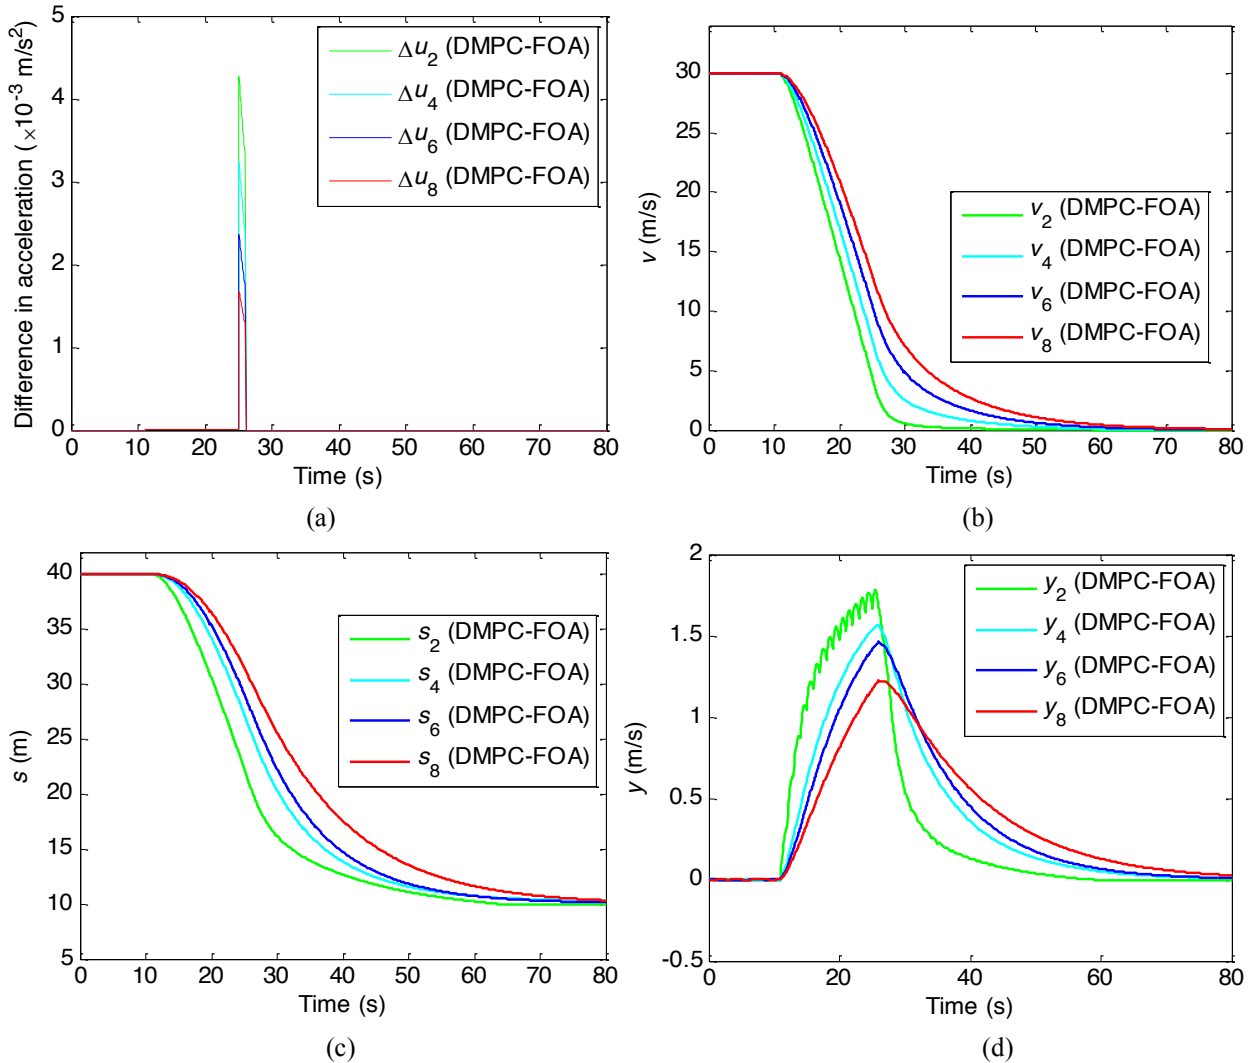 5
4
3
2
1
0
0 10 20 30 40 50 60 70 80
Difference in acceleration (×10⁻³ m/s²)
Time (s)
Δu₂ (DMPC-FOA)
Δu₄ (DMPC-FOA)
Δu₆ (DMPC-FOA)
Δu₈ (DMPC-FOA)
(a)
30
25
20
15
10
5
0
0 10 20 30 40 50 60 70 80
v (m/s)
Time (s)
v₂ (DMPC-FOA)
v₄ (DMPC-FOA)
v₆ (DMPC-FOA)
v₈ (DMPC-FOA)
(b)
40
35
30
25
20
15
10
5
0 10 20 30 40 50 60 70 80
s (m)
Time (s)
s₂ (DMPC-FOA)
s₄ (DMPC-FOA)
s₆ (DMPC-FOA)
s₈ (DMPC-FOA)
(c)
2
1.5
1
0.5
0
-0.5
0 20 40 60 80
y (m/s)
Time (s)
y₂ (DMPC-FOA)
y₄ (DMPC-FOA)
y₆ (DMPC-FOA)
y₈ (DMPC-FOA)
(d)